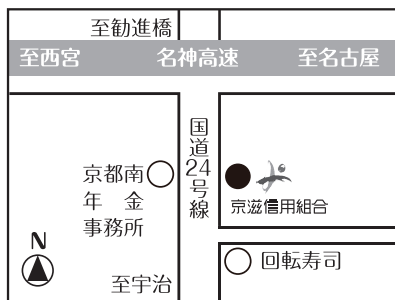 至勧進橋
至西宮 名神高速 至名古屋
国道24号線
京都南
年金
事務所
京滋信用組合
N
回転寿司
至宇治